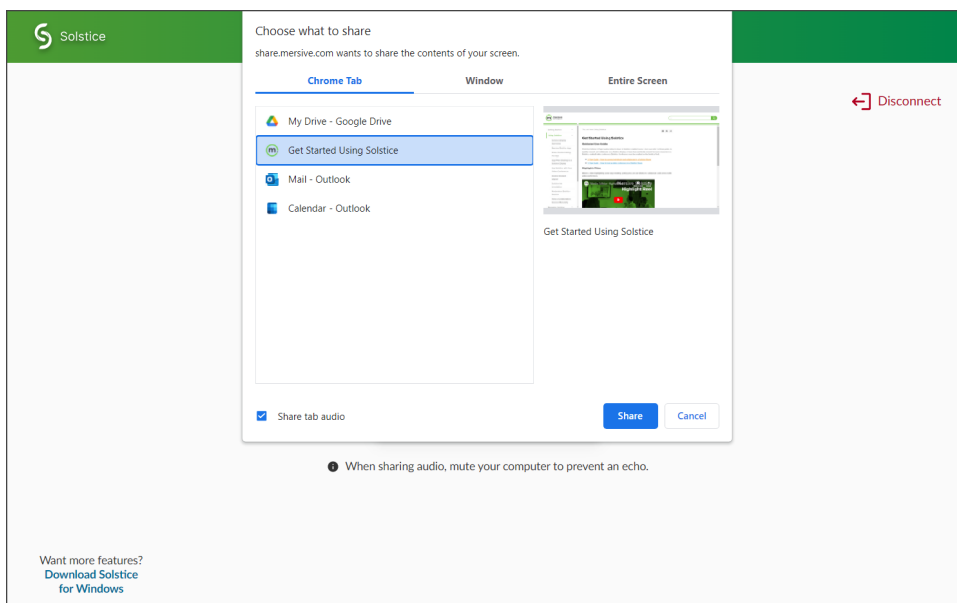 Solstice
Choose what to share
share.mersive.com wants to share the contents of your screen.
Chrome Tab
Window
Entire Screen
Disconnect
My Drive - Google Drive
Get Started Using Solstice
Mail - Outlook
Calendar - Outlook
Get Started Using Solstice
Share tab audio
Share
Cancel
When sharing audio, mute your computer to prevent an echo.
Want more features?
Download Solstice
for Windows